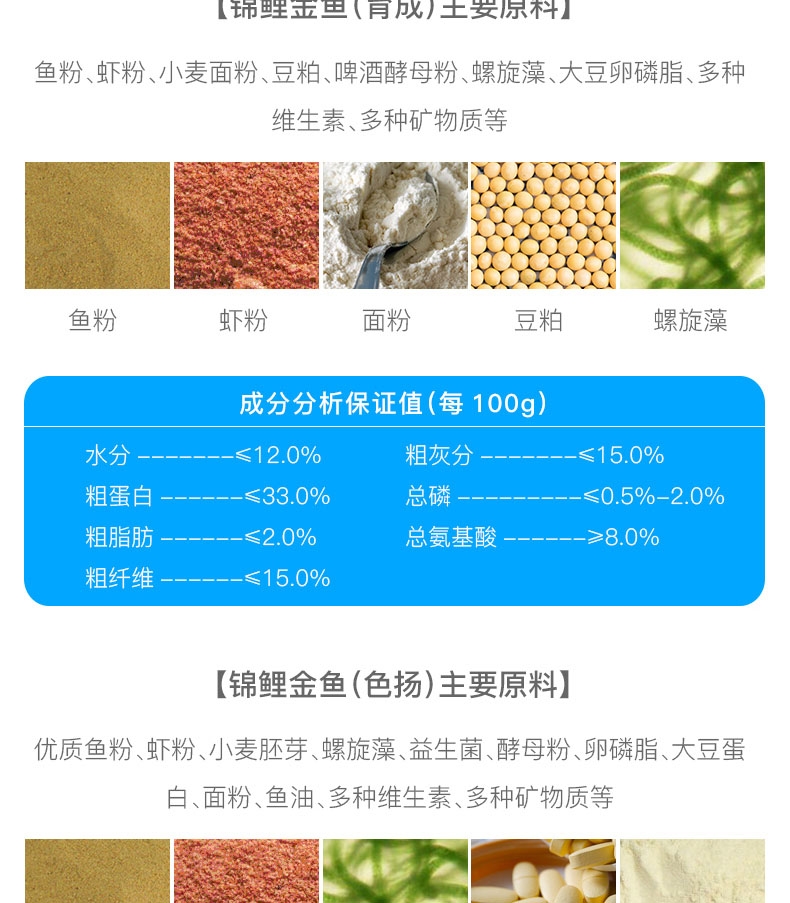 【锦鲤金鱼(育成)主要原料】
鱼粉、虾粉、小麦面粉、豆粕、啤酒酵母粉、螺旋藻、大豆卵磷脂、多种
维生素、多种矿物质等
鱼粉 虾粉 面粉 豆粕 螺旋藻
成分分析保证值(每 100g)
水分 -------≤12.0% 粗灰分 -------≤15.0%
粗蛋白 ------≤33.0% 总磷 ---------≤0.5%-2.0%
粗脂肪 ------≤2.0% 总氨基酸 ------≥8.0%
粗纤维 ------≤15.0%
【锦鲤金鱼(色扬)主要原料】
优质鱼粉、虾粉、小麦胚芽、螺旋藻、益生菌、酵母粉、卵磷脂、大豆蛋
白、面粉、鱼油、多种维生素、多种矿物质等